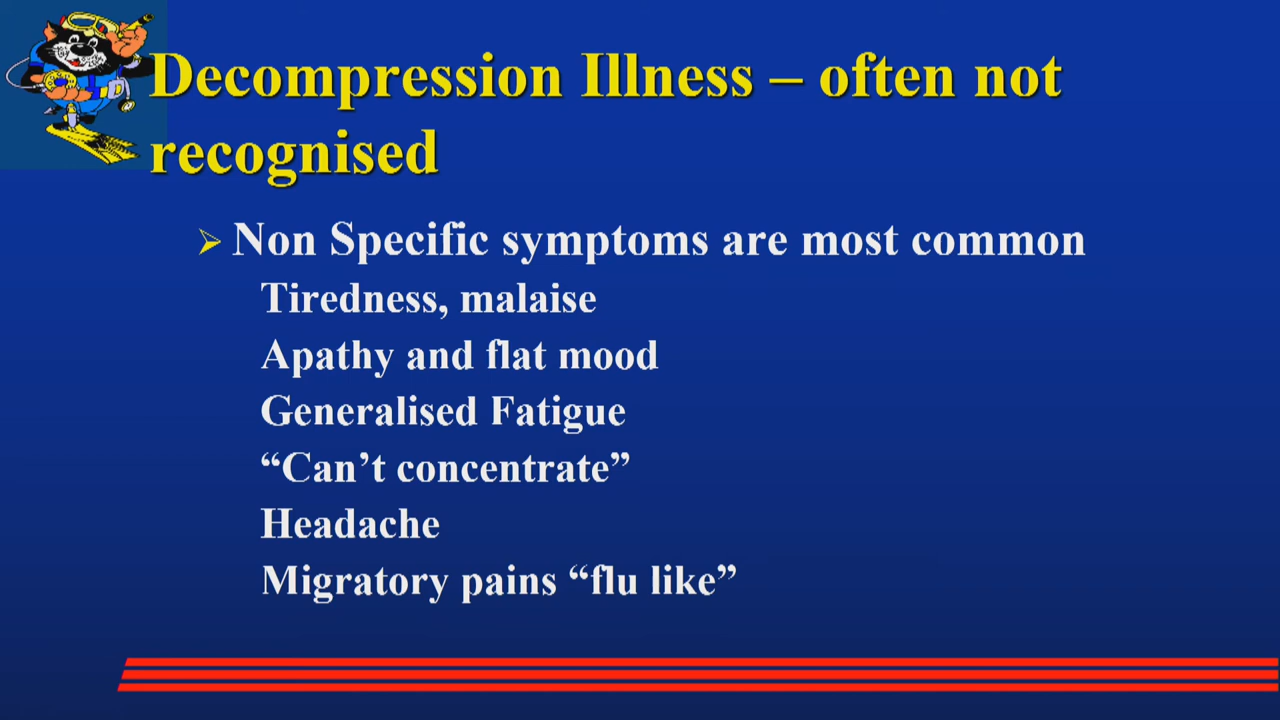 Decompression Illness – often not
recognised
Non Specific symptoms are most common
Tiredness, malaise
Apathy and flat mood
Generalised Fatigue
“Can’t concentrate”
Headache
Migratory pains “flu like”